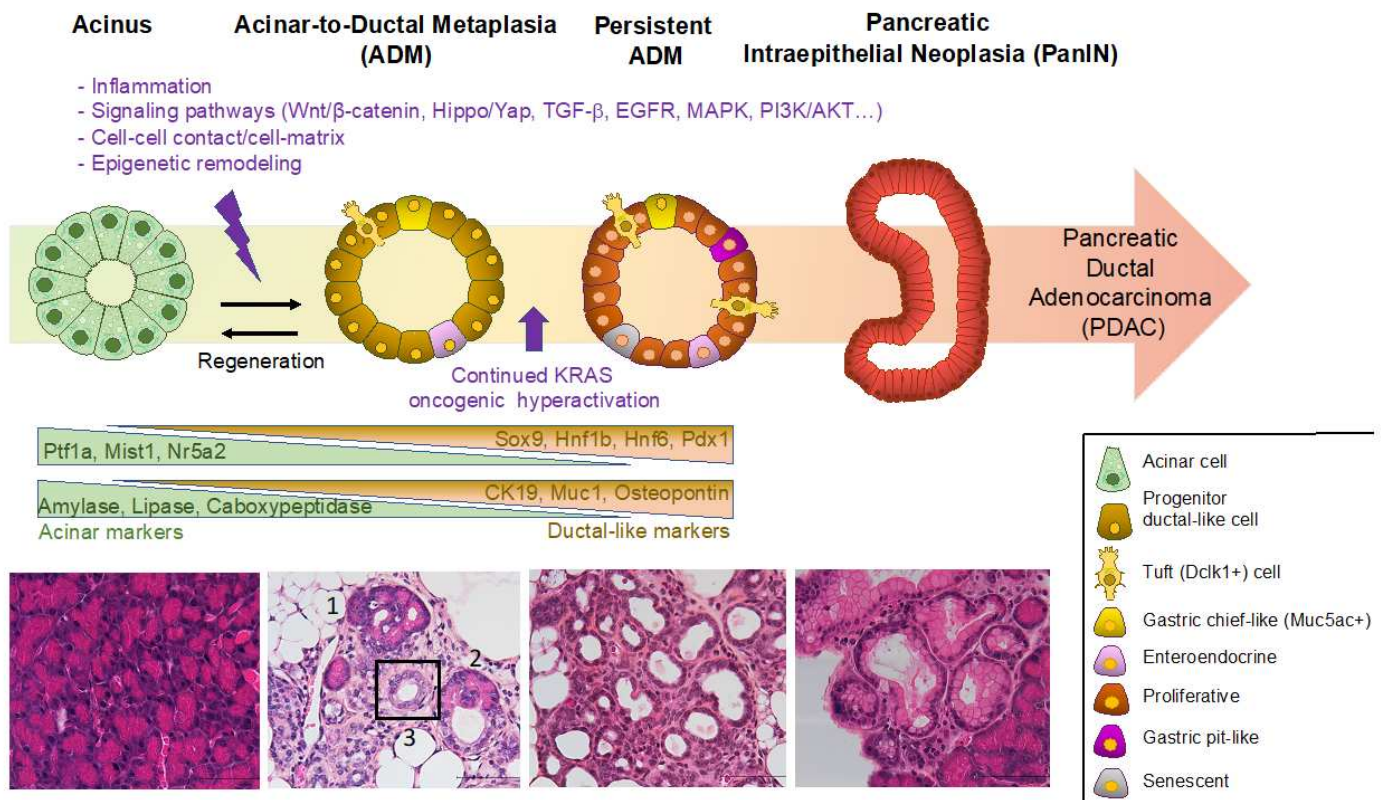 Acinus
Acinar-to-Ductal Metaplasia
(ADM)
Persistent
ADM
Pancreatic
Intraepithelial Neoplasia (PanIN)
- Inflammation
- Signaling pathways (Wnt/β-catenin, Hippo/Yap, TGF-β, EGFR, MAPK, PI3K/AKT…)
- Cell-cell contact/cell-matrix
- Epigenetic remodeling
Regeneration
Continued KRAS
oncogenic hyperactivation
Pancreatic
Ductal
Adenocarcinoma
(PDAC)
Ptf1a, Mist1, Nr5a2
Sox9, Hnf1b, Hnf6, Pdx1
Amylase, Lipase, Caboxypeptidase
CK19, Muc1, Osteopontin
Acinar markers
Ductal-like markers
1
2
3
Acinar cell
Progenitor
ductal-like cell
Tuft (Dclk1+) cell
Gastric chief-like (Muc5ac+)
Enteroendocrine
Proliferative
Gastric pit-like
Senescent